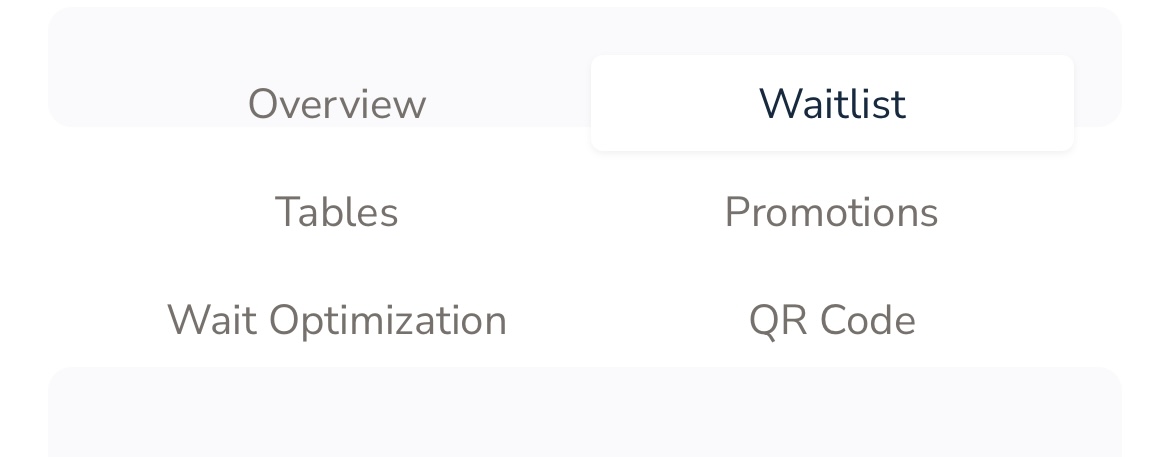 Overview
Waitlist
Tables
Promotions
Wait Optimization
QR Code